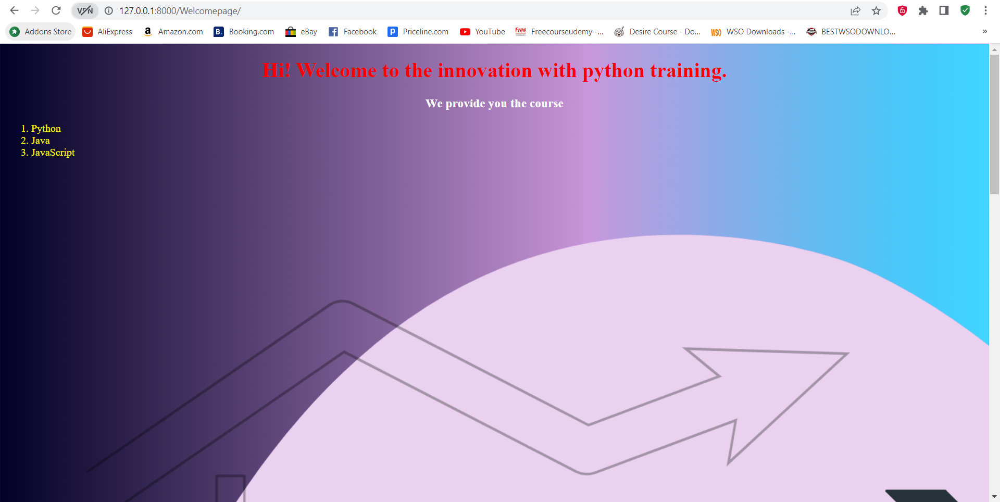 VPN
127.0.0.1:8000/Welcomepage/
Addons Store AliExpress Amazon.com Booking.com eBay Facebook Priceline.com YouTube Freecourseudemy -... Desire Course - Do... WSO Downloads -... BESTWSODOWNLO... »
Hi! Welcome to the innovation with python training.
We provide you the course
1. Python
2. Java
3. JavaScript